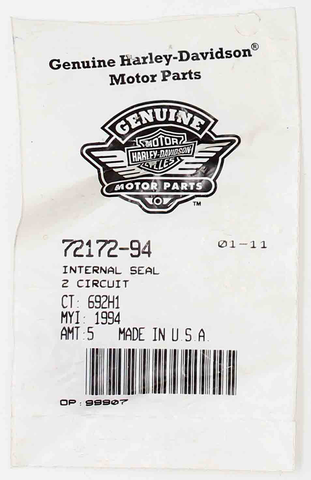 Genuine Harley-Davidson®
Motor Parts
GENUINE
MOTOR
HARLEY-DAVIDSON
CYCLES
MOTOR PARTS
™
72172-94 01-11
INTERNAL SEAL
2 CIRCUIT
CT: 692H1
MYI: 1994
AMT:5 MADE IN U.S.A.
OP: 99907